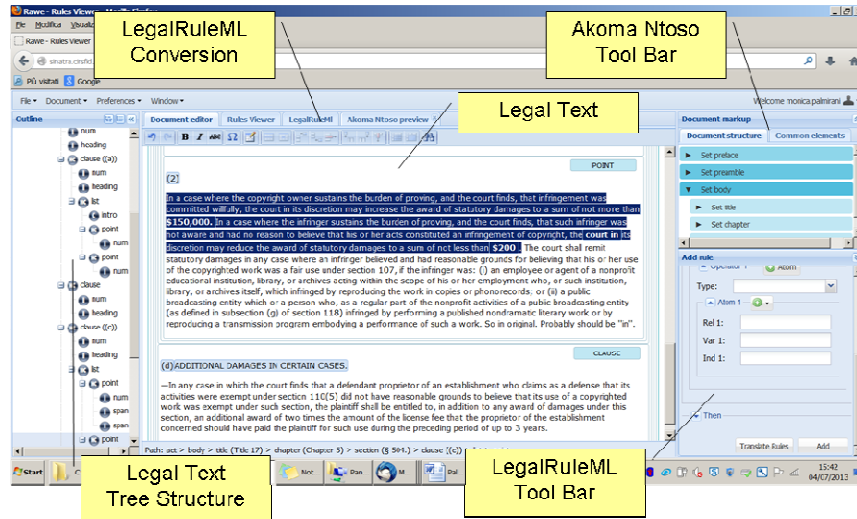 Rawe - Rules Viewer
LegalRuleML
Conversion
Akoma Ntoso
Tool Bar
File Modifica Visualiz
Rawe - Rules Viewer
sinatra.cirsfid.
Più visitati Google
Legal Text
File Document Preferences Window
Welcome monica.palmirani
Outline
Document editor Rules Viewer LegalRuleMl Akoma Ntoso preview
Document markup
Document structure Common elements
num
heading
clause ((a))
num
heading
list
intro
point
num
point
num
clause
num
heading
clause ((c))
num
heading
list
point
num
span
span
point
B I ABC Ω
POINT
(2)
In a case where the copyright owner sustains the burden of proving, and the court finds, that infringement was
committed willfully, the court in its discretion may increase the award of statutory damages to a sum of not more than
$150,000. In a case where the infringer sustains the burden of proving, and the court finds, that such infringer was
not aware and had no reason to believe that his or her acts constituted an infringement of copyright, the court in its
discretion may reduce the award of statutory damages to a sum of not less than $200 . The court shall remit
statutory damages in any case where an infringer believed and had reasonable grounds for believing that his or her use
of the copyrighted work was a fair use under section 107, if the infringer was: (i) an employee or agent of a nonprofit
educational institution, library, or archives acting within the scope of his or her employment who, or such institution,
library, or archives itself, which infringed by reproducing the work in copies or phonorecords; or (ii) a public
broadcasting entity which or a person who, as a regular part of the nonprofit activities of a public broadcasting entity
(as defined in subsection (g) of section 118) infringed by performing a published nondramatic literary work or by
reproducing a transmission program embodying a performance of such a work. So in original. Probably should be "in".
CLAUSE
(d)ADDITIONAL DAMAGES IN CERTAIN CASES.
—In any case in which the court finds that a defendant proprietor of an establishment who claims as a defense that its
activities were exempt under section 110(5) did not have reasonable grounds to believe that its use of a copyrighted
work was exempt under such section, the plaintiff shall be entitled to, in addition to any award of damages under this
section, an additional award of two times the amount of the license fee that the proprietor of the establishment
concerned should have paid the plaintiff for such use during the preceding period of up to 3 years.
Path: act > body > title (Title 17) > chapter (Chapter 5) > section (§ 504.) > clause ((c))
Set preface
Set preamble
Set body
Set title
Set chapter
Add rule
Operator 1 Atom
Type:
Atom 1
Rel 1:
Var 1:
Ind 1:
Then
Translate Rules Add
Start
15:42
04/07/2013
Legal Text
Tree Structure
LegalRuleML
Tool Bar